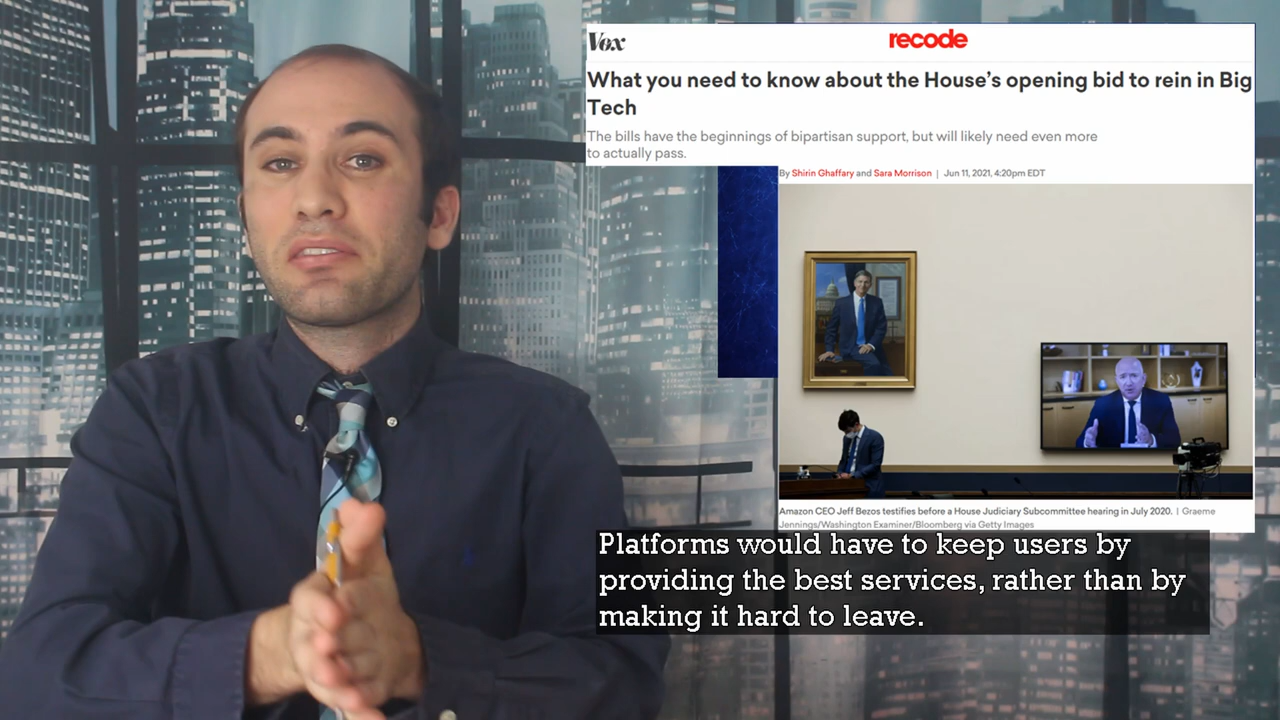 Vox
recode
What you need to know about the House's opening bid to rein in Big
Tech
The bills have the beginnings of bipartisan support, but will likely need even more
to actually pass.
By Shirin Ghaffary and Sara Morrison | Jun 11, 2021, 4:20pm EDT
Amazon CEO Jeff Bezos testifies before a House Judiciary Subcommittee hearing in July 2020. | Graeme
Jennings/Washington Examiner/Bloomberg via Getty Images
Platforms would have to keep users by
providing the best services, rather than by
making it hard to leave.